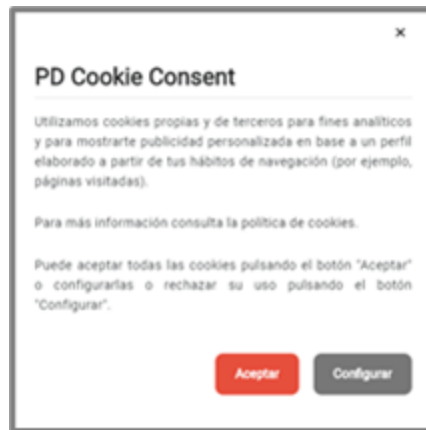 ×
PD Cookie Consent
Utilizamos cookies propias y de terceros para fines analíticos
y para mostrarte publicidad personalizada en base a un perfil
elaborado a partir de tus hábitos de navegación (por ejemplo,
páginas visitadas).
Para más información consulta la política de cookies.
Puede aceptar todas las cookies pulsando el botón "Aceptar"
o configurarlas o rechazar su uso pulsando el botón
"Configurar".
Aceptar Configurar